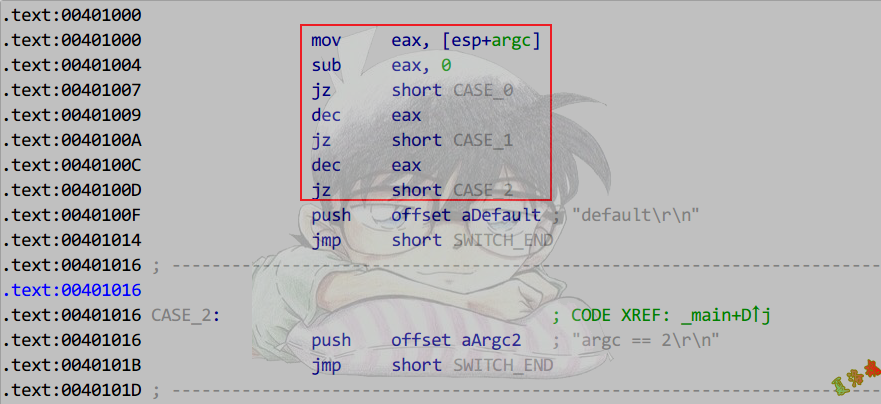 .text:00401000
.text:00401000 mov eax, [esp+argc]
.text:00401004 sub eax, 0
.text:00401007 jz short CASE_0
.text:00401009 dec eax
.text:0040100A jz short CASE_1
.text:0040100C dec eax
.text:0040100D jz short CASE_2
.text:0040100F push offset aDefault ; "default\r\n"
.text:00401014 jmp short SWITCH_END
.text:00401016 ; ---------------------------------------------------------------------------
.text:00401016
.text:00401016 CASE_2: ; CODE XREF: _main+D↑j
.text:00401016 push offset aArgc2 ; "argc == 2\r\n"
.text:0040101B jmp short SWITCH_END
.text:0040101D ; ---------------------------------------------------------------------------